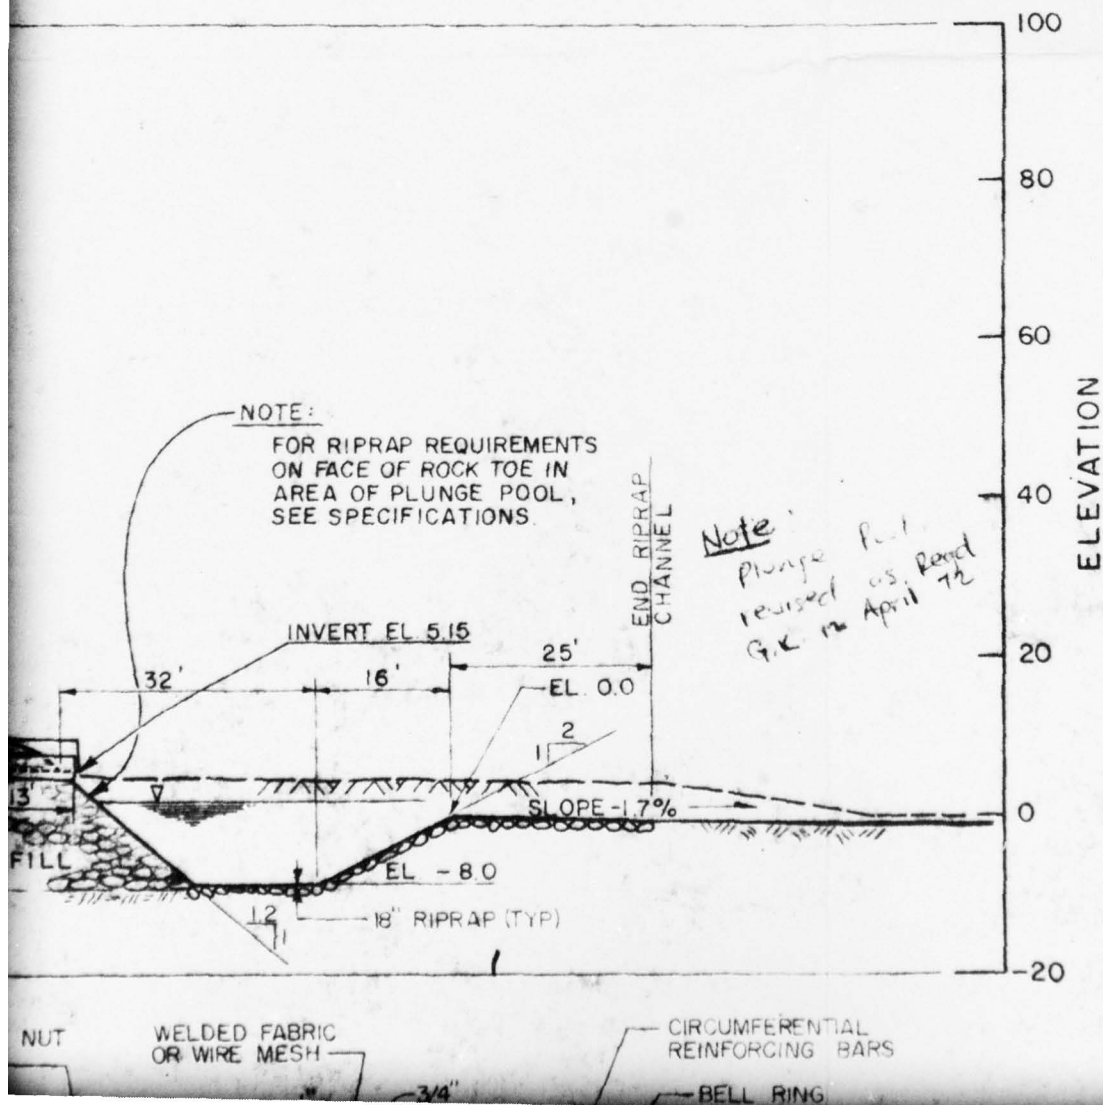 100
80
60
40
20
0
-20
ELEVATION
NOTE:
FOR RIPRAP REQUIREMENTS
ON FACE OF ROCK TOE IN
AREA OF PLUNGE POOL,
SEE SPECIFICATIONS.
END RIPRAP
CHANNEL
Note
Plunge Pool
revised as Read
G.K. April 72
INVERT EL. 5.15
32'
16'
25'
EL. 0.0
2
1
13'
SLOPE -1.7%
FILL
EL -8.0
1.2
1
18" RIPRAP (TYP)
NUT
WELDED FABRIC
OR WIRE MESH
CIRCUMFERENTIAL
REINFORCING BARS
3/4"
BELL RING